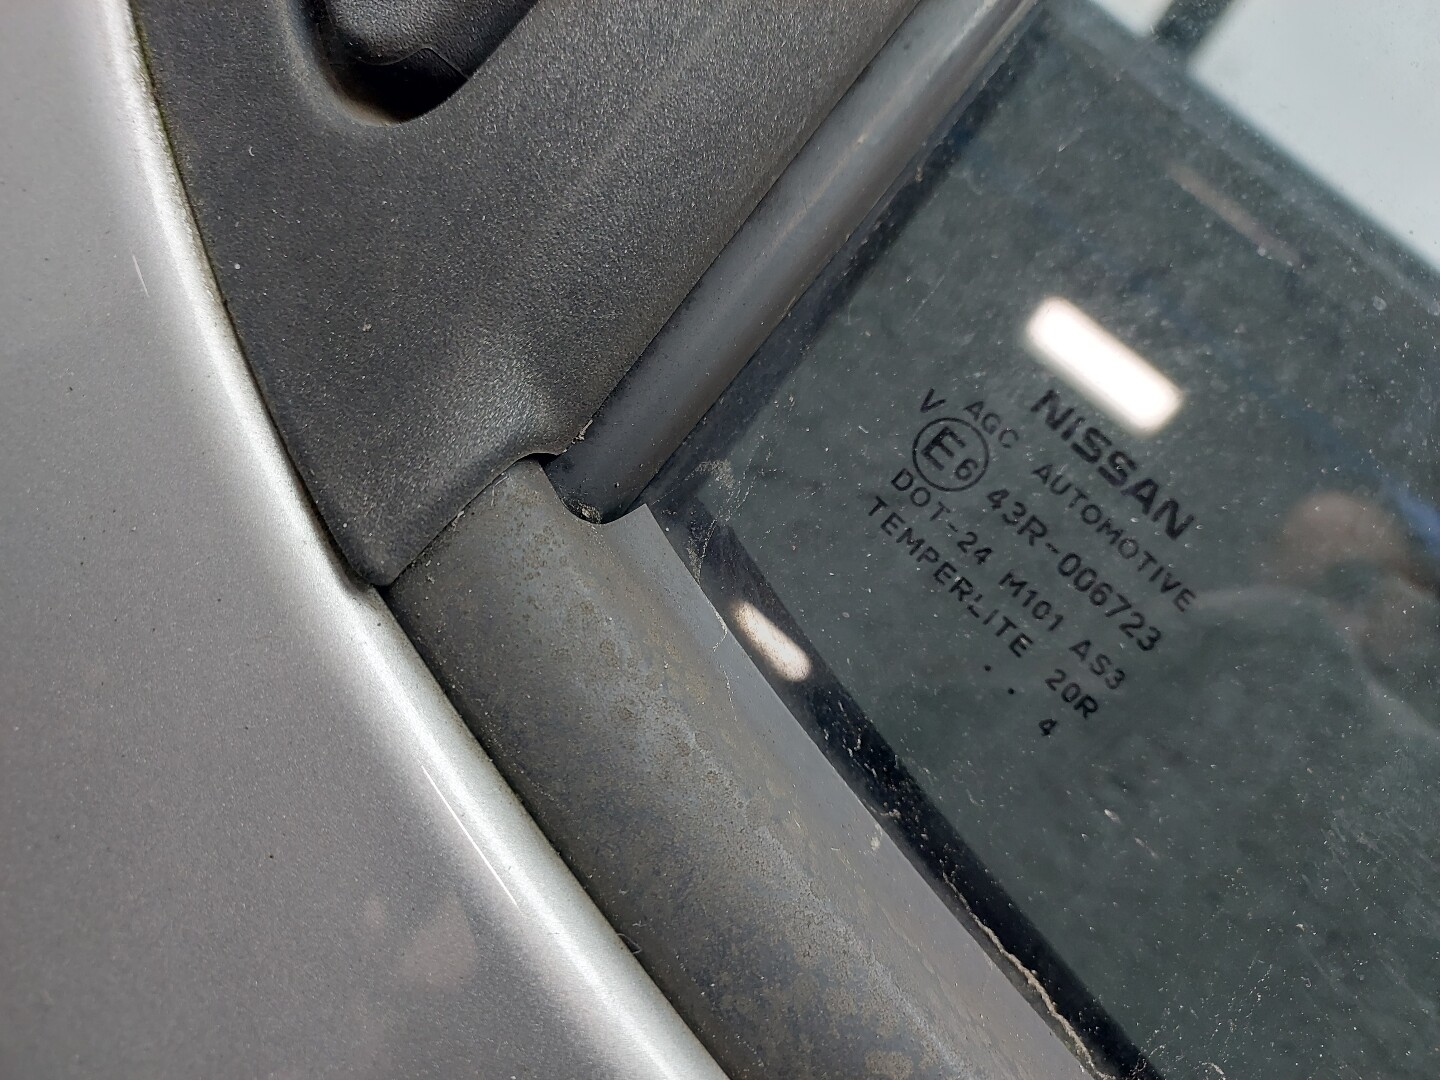 NISSAN
AGC AUTOMOTIVE
V E6 43R-006723
DOT-24 M101 AS3
TEMPERLITE 20R
. . 4